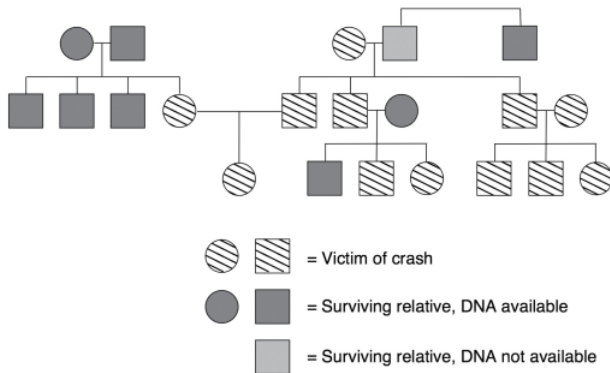 = Victim of crash
= Surviving relative, DNA available
= Surviving relative, DNA not available